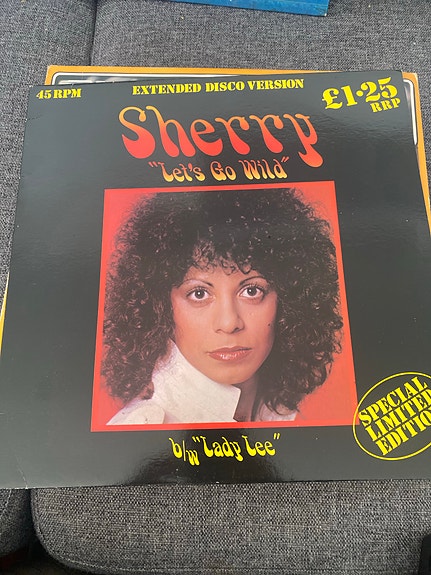 45 RPM
EXTENDED DISCO VERSION
£1·25
RRP
Sherry
"Let's Go Wild"
SPECIAL
LIMITED
EDITION
b/w "Lady Lee"